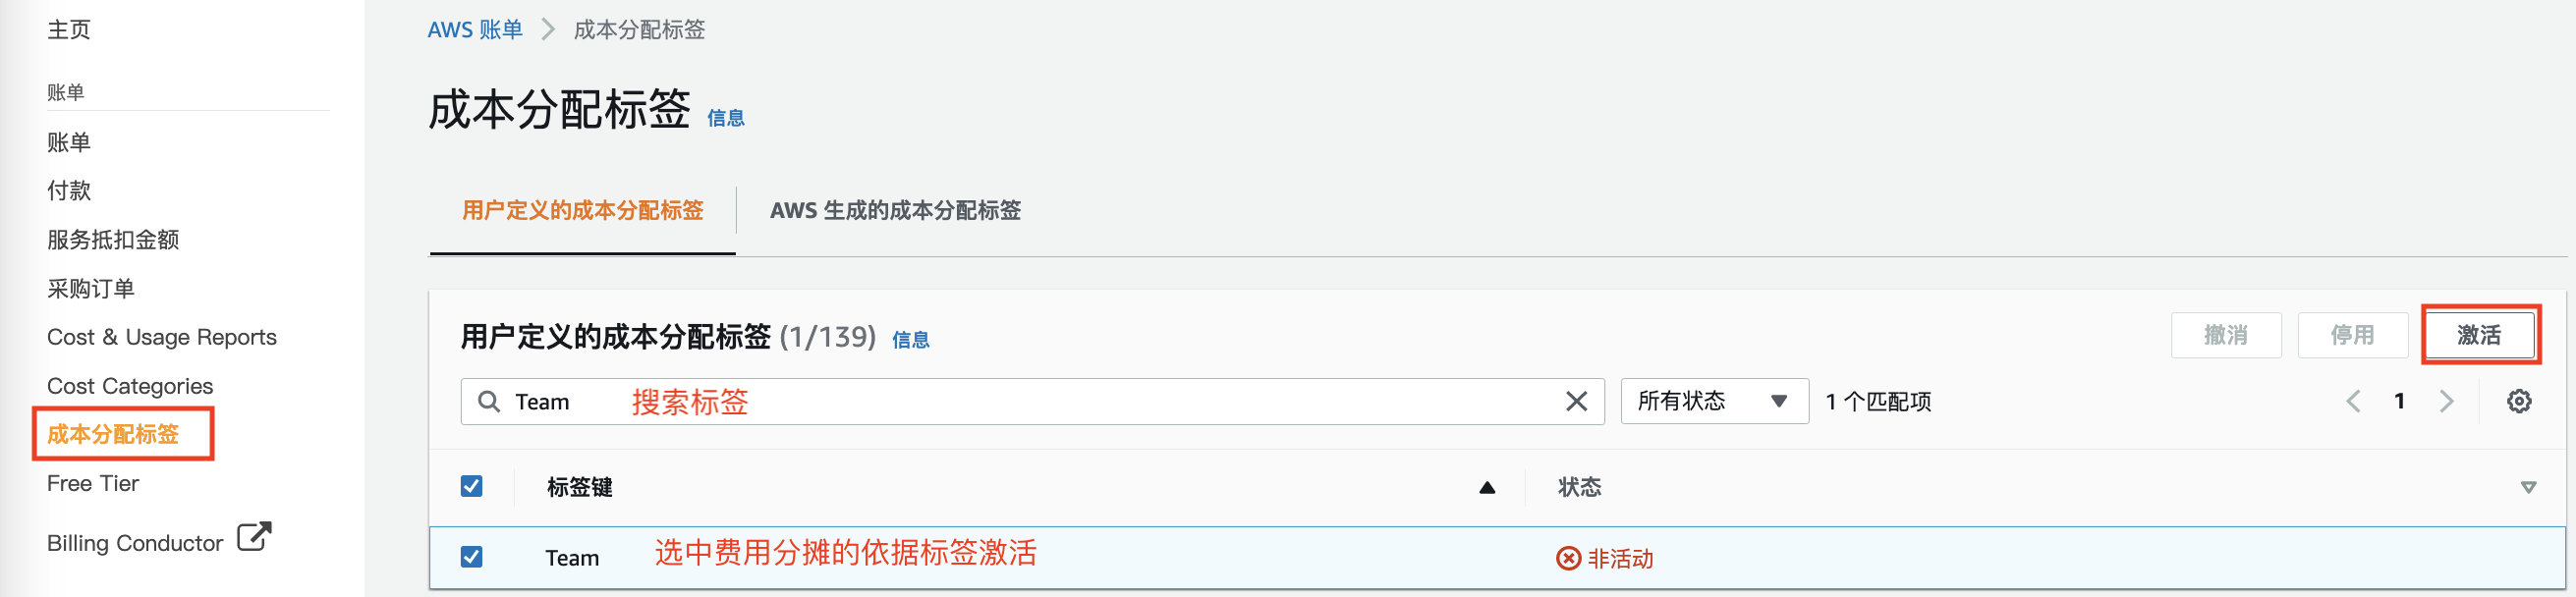 主页
账单
账单
付款
服务抵扣金额
采购订单
Cost & Usage Reports
Cost Categories
成本分配标签
Free Tier
Billing Conductor
AWS 账单 > 成本分配标签
成本分配标签 信息
用户定义的成本分配标签 AWS 生成的成本分配标签
用户定义的成本分配标签 (1/139) 信息 撤消 停用 激活
Team 搜索标签 所有状态 1 个匹配项 1
标签键 状态
Team 选中费用分摊的依据标签激活 非活动